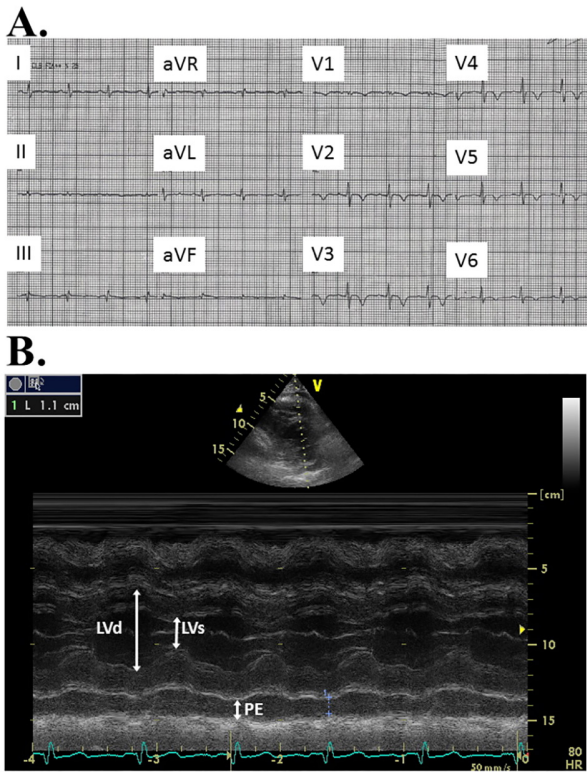 A.
I
aVR
V1
V4
II
aVL
V2
V5
III
aVF
V3
V6
B.
1 L 1.1 cm
V
5
10
15
[cm]
5
LVd
LVs
10
PE
15
-4
-3
-2
-1
0
80
50 mm/s
HR